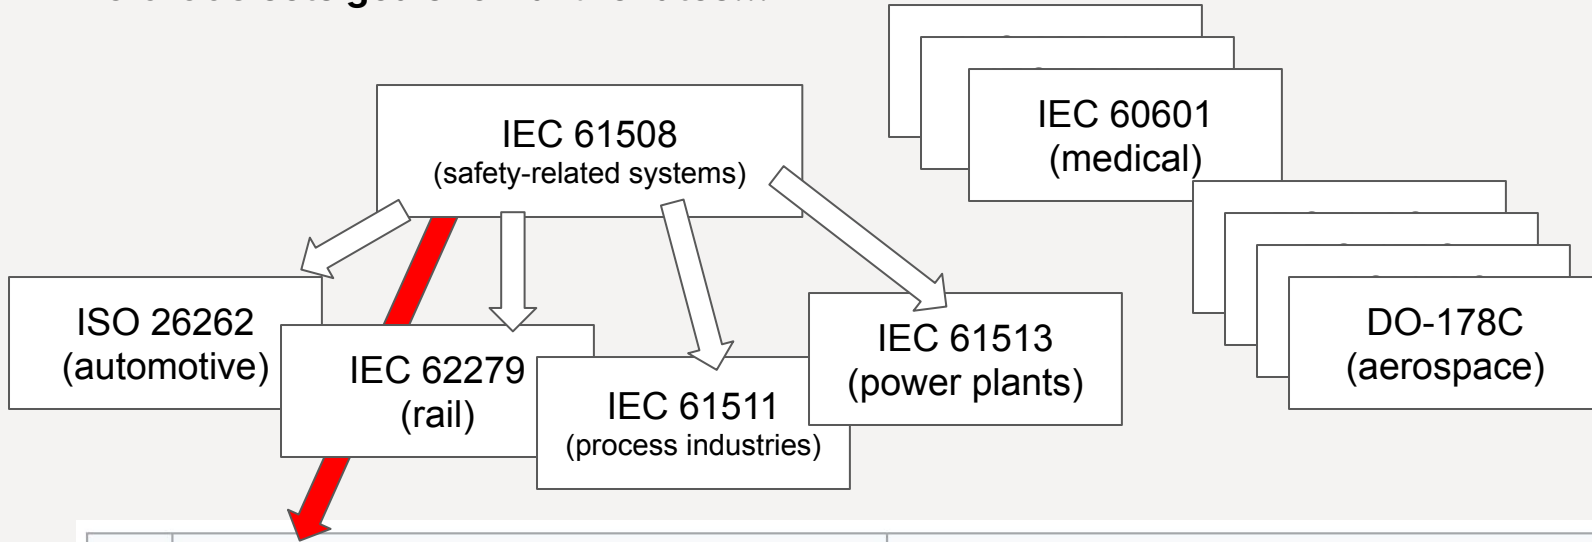 IEC 61508
(safety-related systems)
IEC 60601
(medical)
ISO 26262
(automotive)
IEC 62279
(rail)
IEC 61511
(process industries)
IEC 61513
(power plants)
DO-178C
(aerospace)